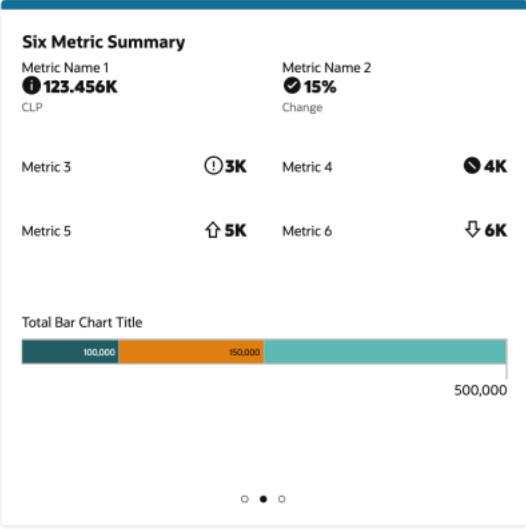 Six Metric Summary
Metric Name 1
123.456K
CLP
Metric Name 2
15%
Change
Metric 3
3K
Metric 4
4K
Metric 5
5K
Metric 6
6K
Total Bar Chart Title
100,000
150,000
500,000